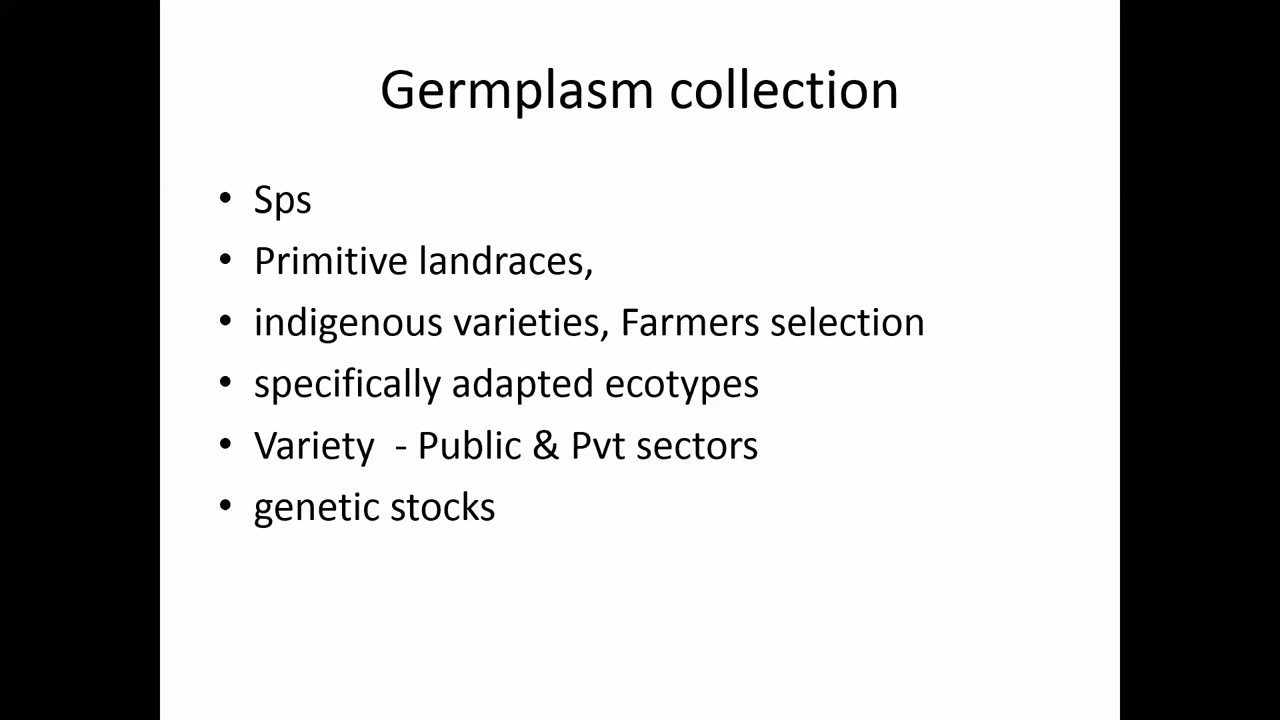 Germplasm collection
• Sps
• Primitive landraces,
• indigenous varieties, Farmers selection
• specifically adapted ecotypes
• Variety  - Public & Pvt sectors
• genetic stocks